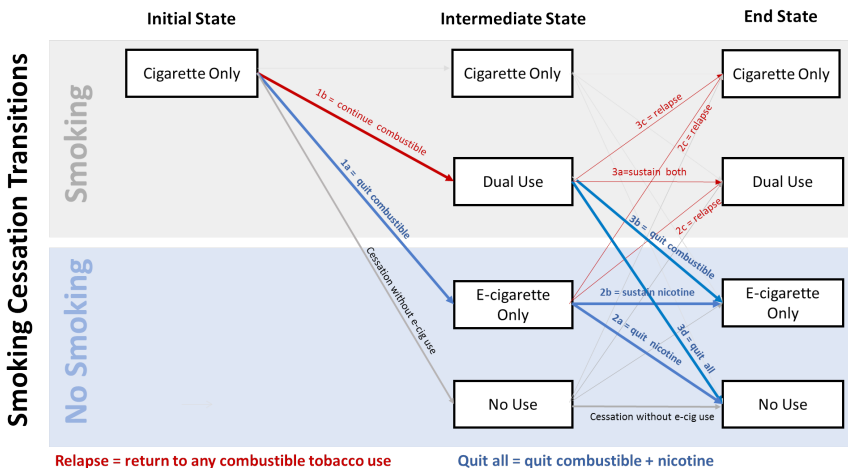 Initial State
Intermediate State
End State
Smoking Cessation Transitions
Smoking
No Smoking
Cigarette Only
Cigarette Only
Cigarette Only
1b = continue combustible
1a = quit combustible
Cessation without e-cig use
Dual Use
3c = relapse
2c = relapse
3a=sustain both
Dual Use
2c = relapse
3b = quit combustible
E-cigarette
Only
2b = sustain nicotine
E-cigarette
Only
2a = quit nicotine
3d = quit all
No Use
Cessation without e-cig use
No Use
Relapse = return to any combustible tobacco use
Quit all = quit combustible + nicotine